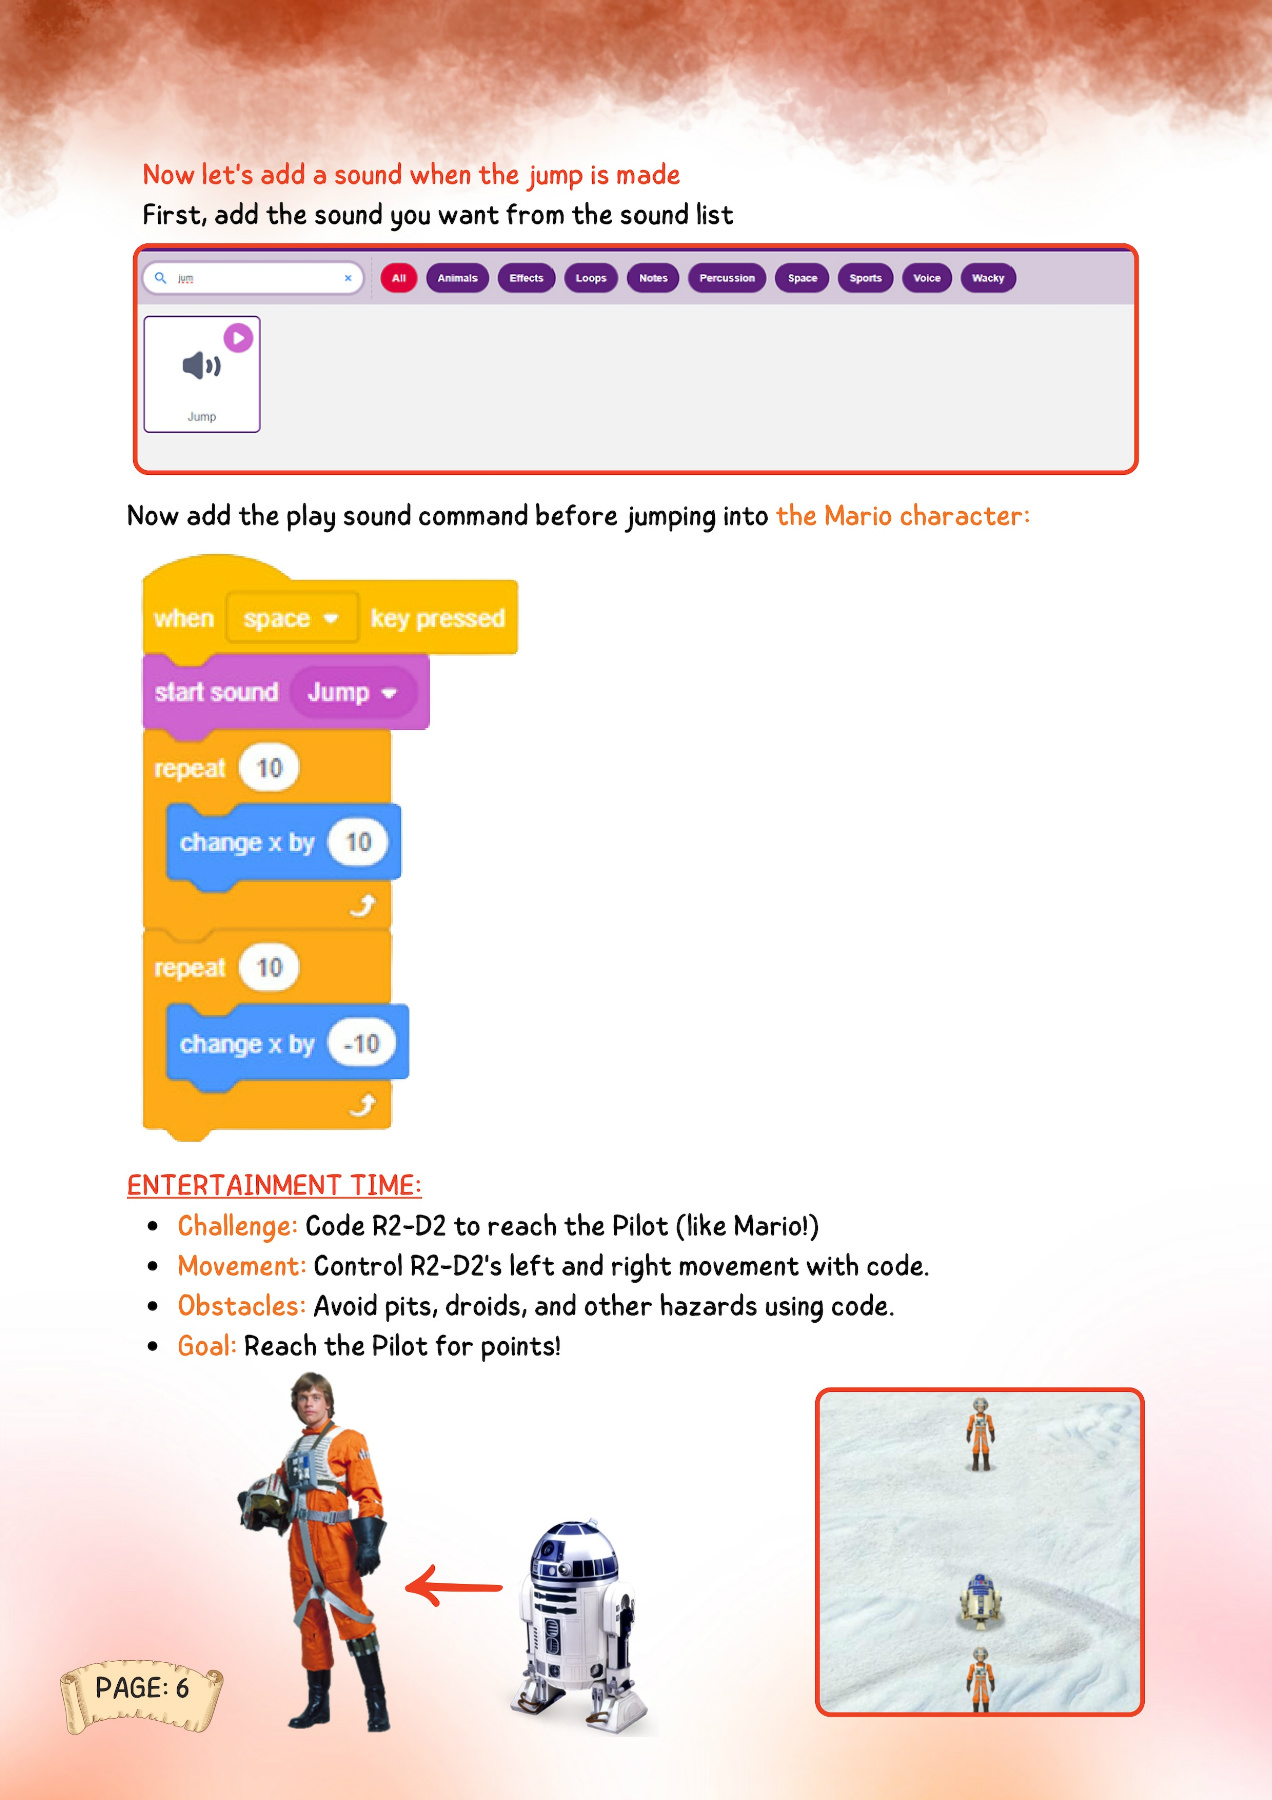 Now let's add a sound when the jump is made
First, add the sound you want from the sound list
jum × All Animals Effects Loops Notes Percussion Space Sports Voice Wacky
Jump
Now add the play sound command before jumping into the Mario character:
when space key pressed
start sound Jump
repeat 10
change x by 10
repeat 10
change x by -10
ENTERTAINMENT TIME:
• Challenge: Code R2-D2 to reach the Pilot (like Mario!)
• Movement: Control R2-D2's left and right movement with code.
• Obstacles: Avoid pits, droids, and other hazards using code.
• Goal: Reach the Pilot for points!
PAGE: 6